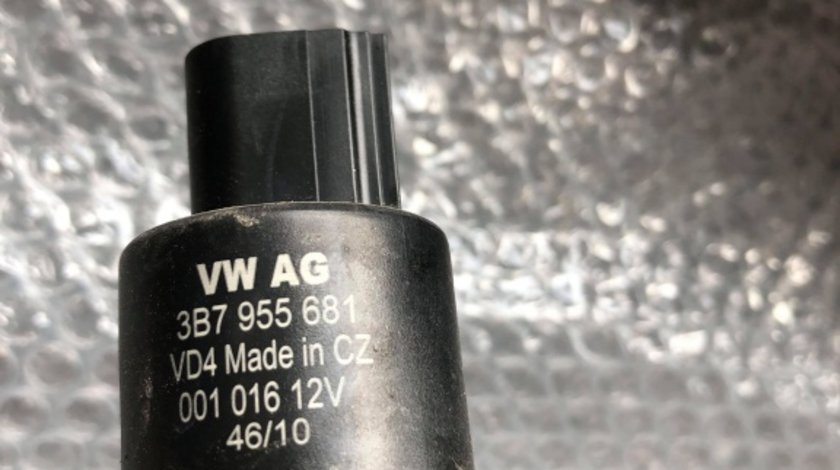 VW AG
3B7 955 681
VD4 Made in CZ
001 016 12V
46/10